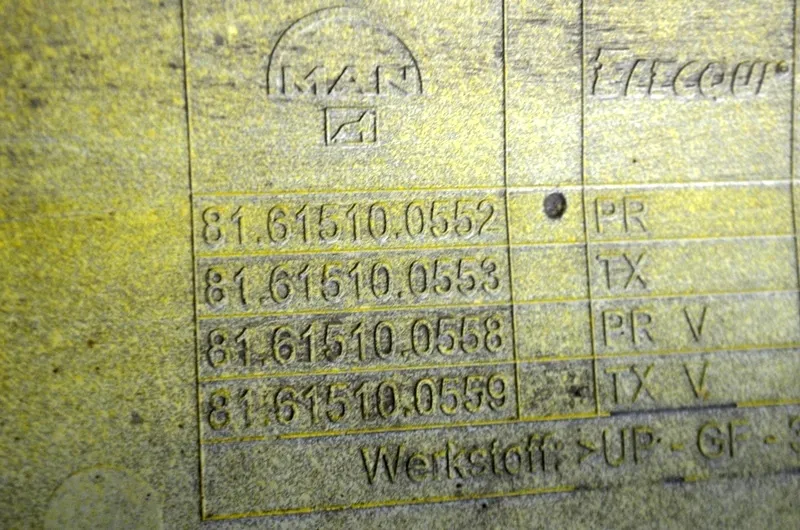 MAN
81.61510.0552 PR
81.61510.0553 TX
81.61510.0558 PR V
81.61510.0559 TX V
Werkstoff: >UP - GF - 3